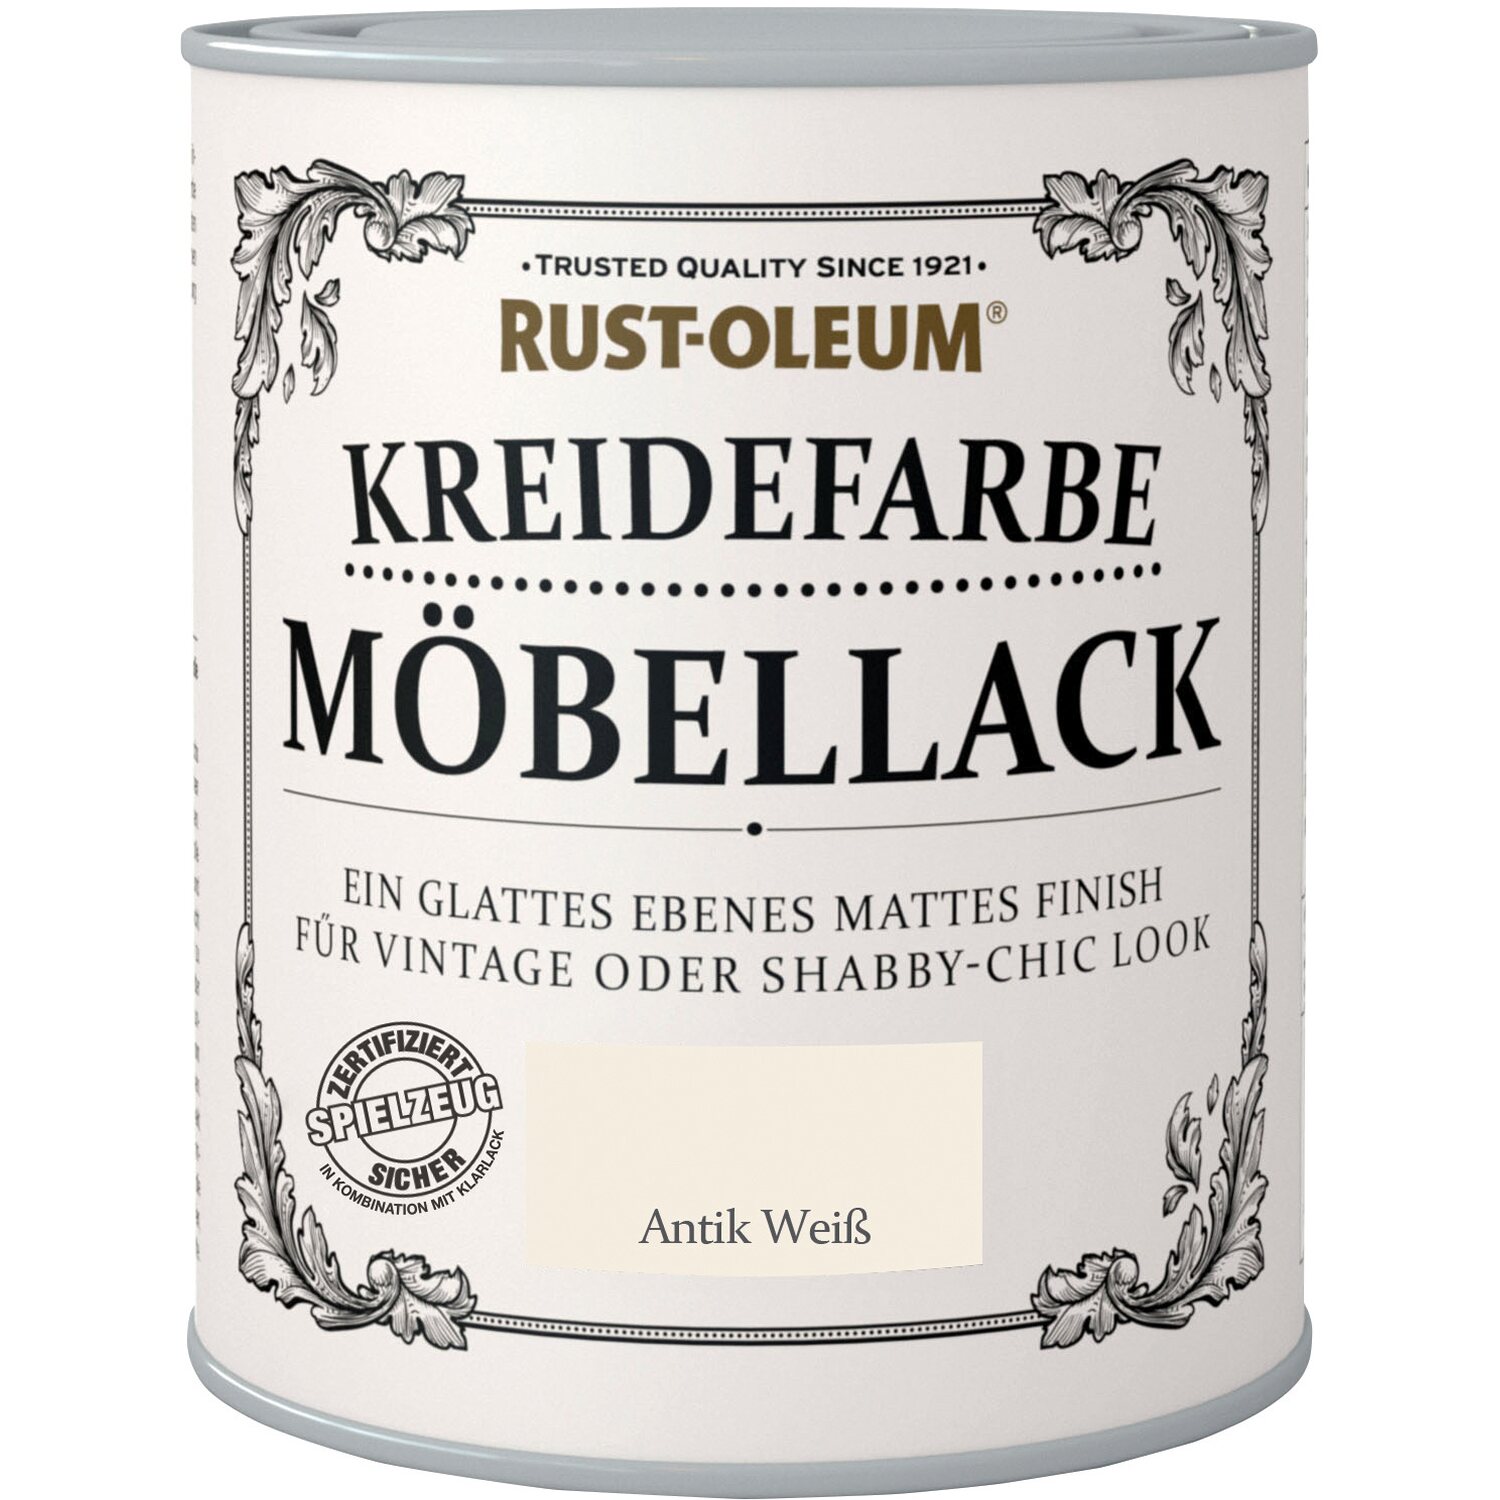 •TRUSTED QUALITY SINCE 1921•
RUST-OLEUM®
KREIDEFARBE
MÖBELLACK
EIN GLATTES EBENES MATTES FINISH
FŰR VINTAGE ODER SHABBY-CHIC LOOK
ZERTIFIZIERT
SPIELZEUG
SICHER
IN KOMBINATION MIT KLARLACK
Antik Weiß